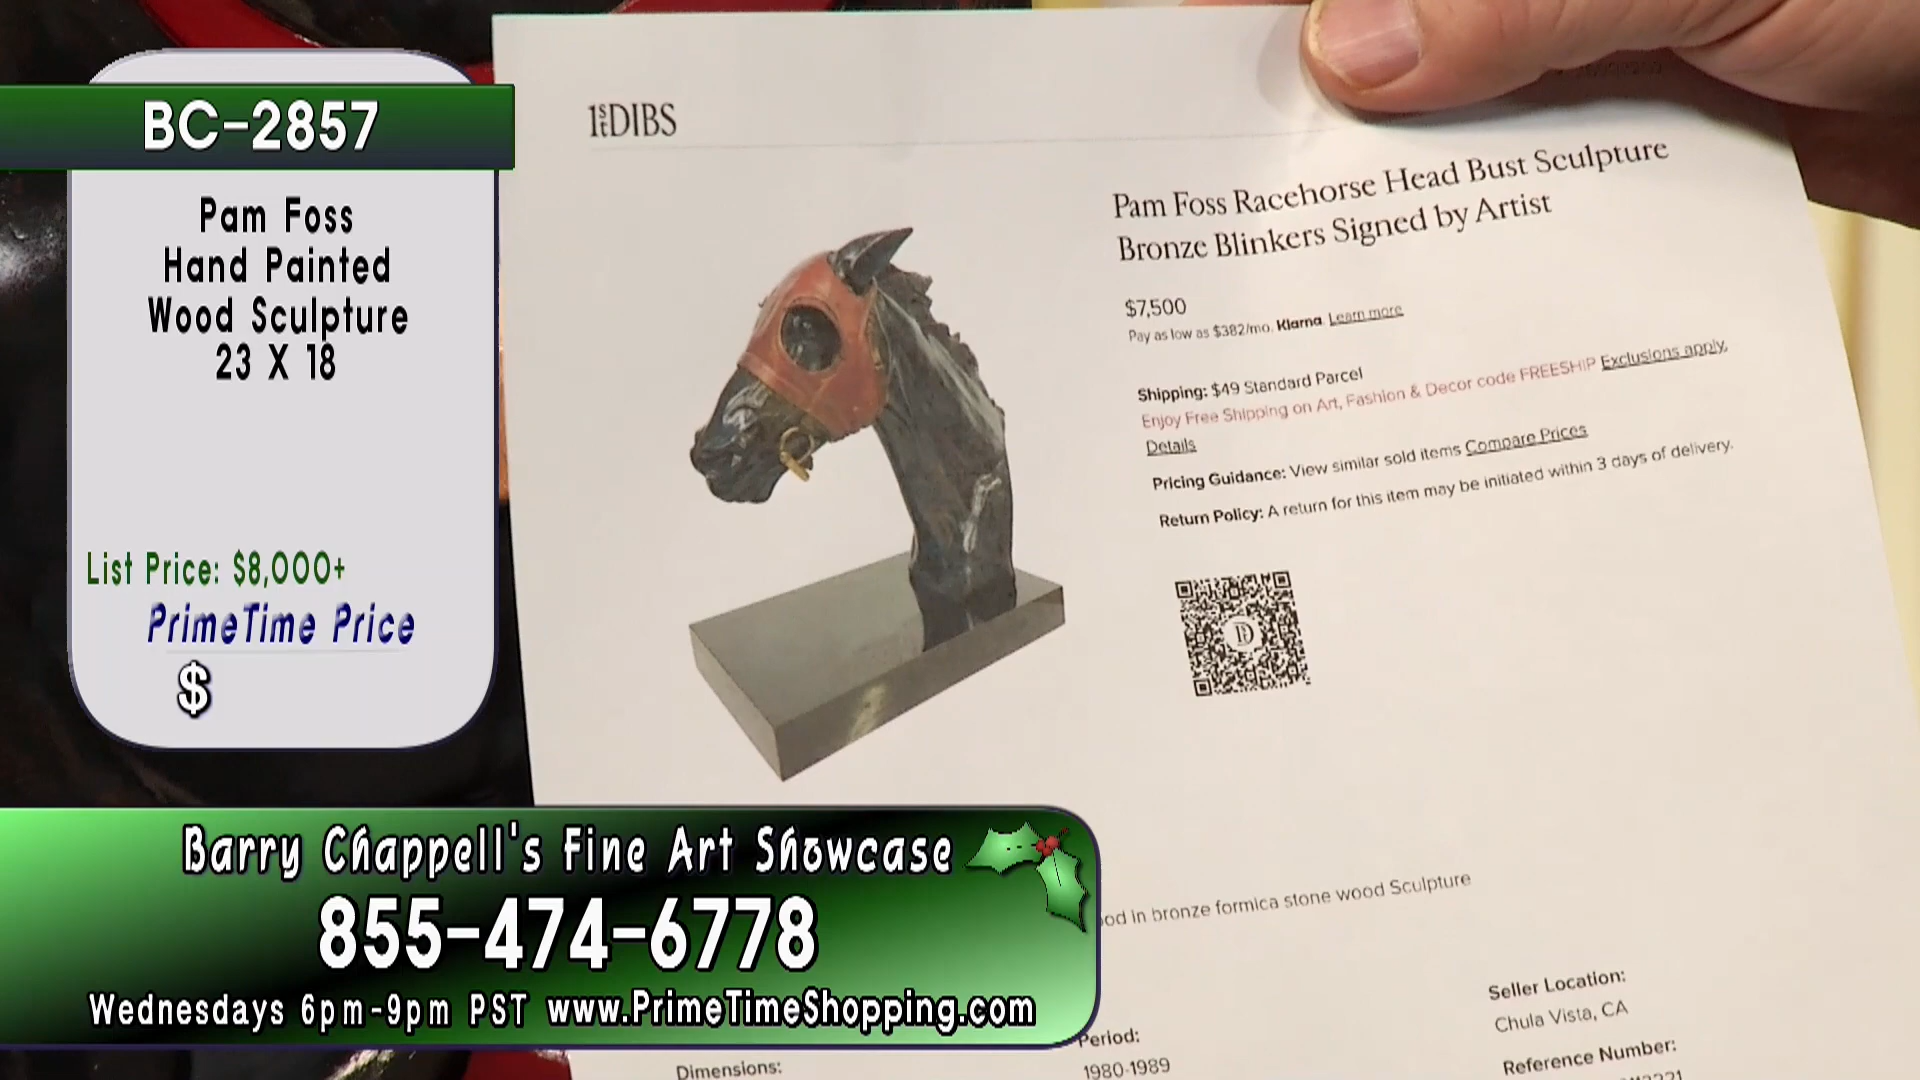 BC-2857
Pam Foss
Hand Painted
Wood Sculpture
23 X 18
List Price: $8,000+
PrimeTime Price
$
1stDIBS
Pam Foss Racehorse Head Bust Sculpture
Bronze Blinkers Signed by Artist
$7,500
Pay as low as $382/mo. Klarna. Learn more
Shipping: $49 Standard Parcel
Enjoy Free Shipping on Art, Fashion & Decor code FREESHIP Exclusions apply.
Details
Pricing Guidance: View similar sold items Compare Prices
Return Policy: A return for this item may be initiated within 3 days of delivery.
D
in bronze formica stone wood Sculpture
Seller Location:
Chula Vista, CA
Period:
1980-1989
Reference Number:
Dimensions:
Barry Chappell's Fine Art Showcase
855-474-6778
Wednesdays 6pm-9pm PST www.PrimeTimeShopping.com